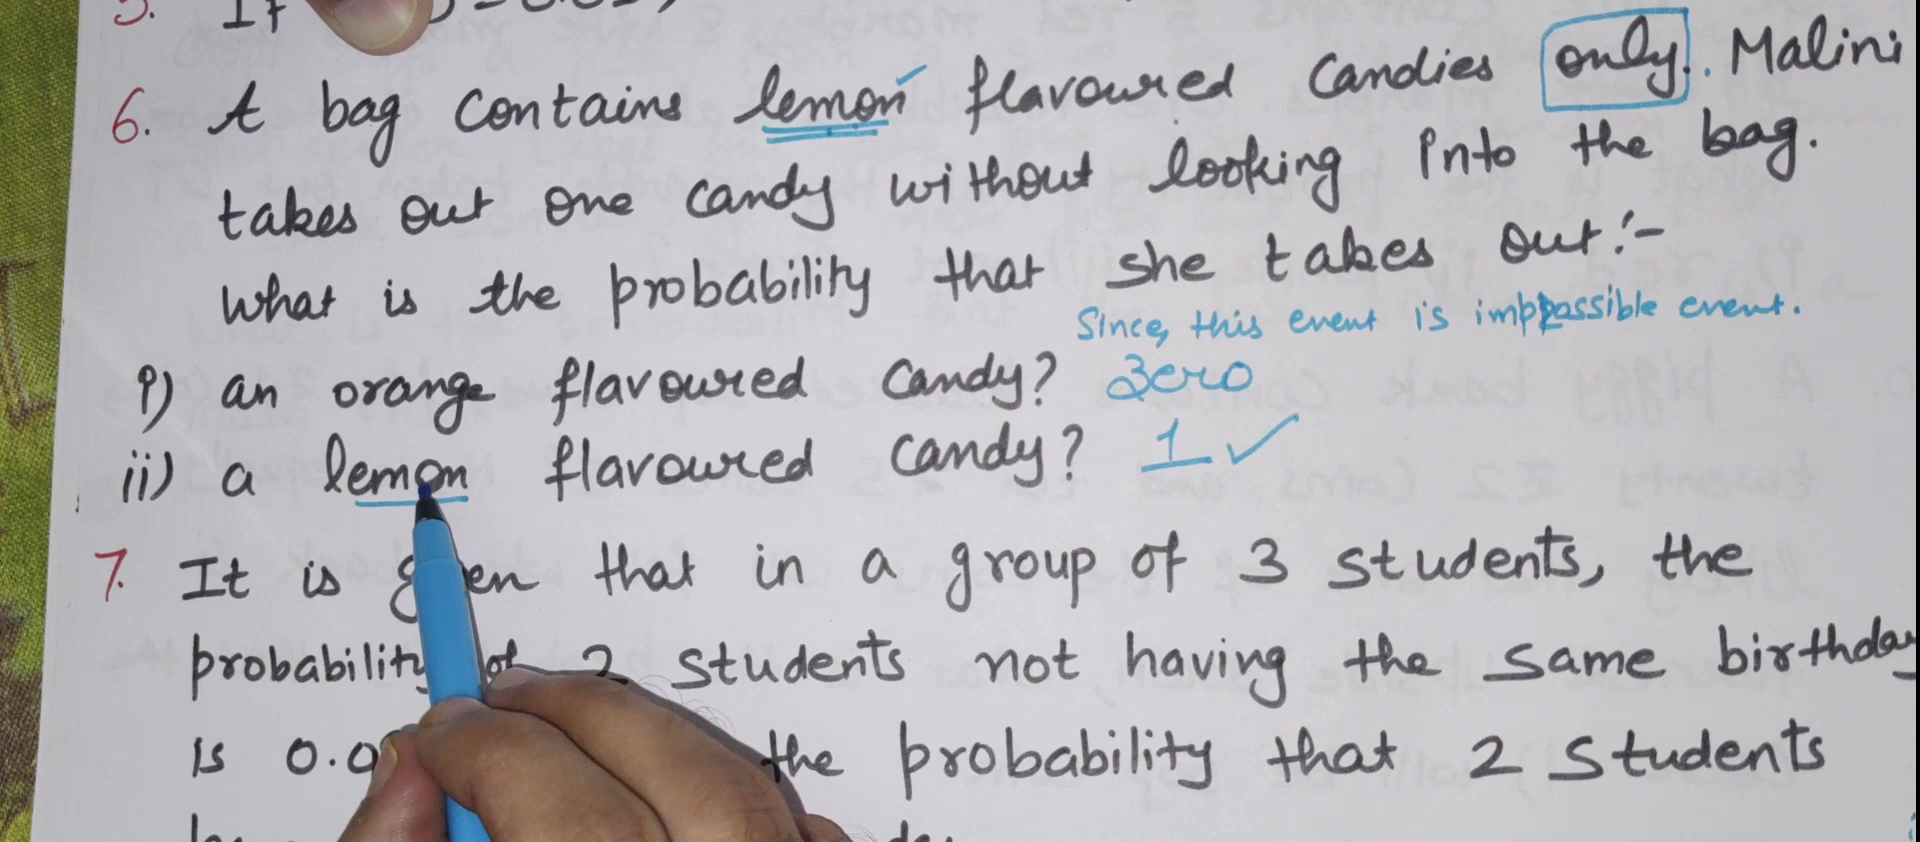 5. If
6. A bag contains lemon flavoured candies only. Malini
takes out one candy without looking into the bag.
What is the probability that she takes out:-
Since, this event is impossible event.
i) an orange flavoured candy? Zero
ii) a lemon flavoured candy? 1 ✓
7. It is en that in a group of 3 students, the
probability of 2 students not having the same birthday
is 0. the probability that 2 students